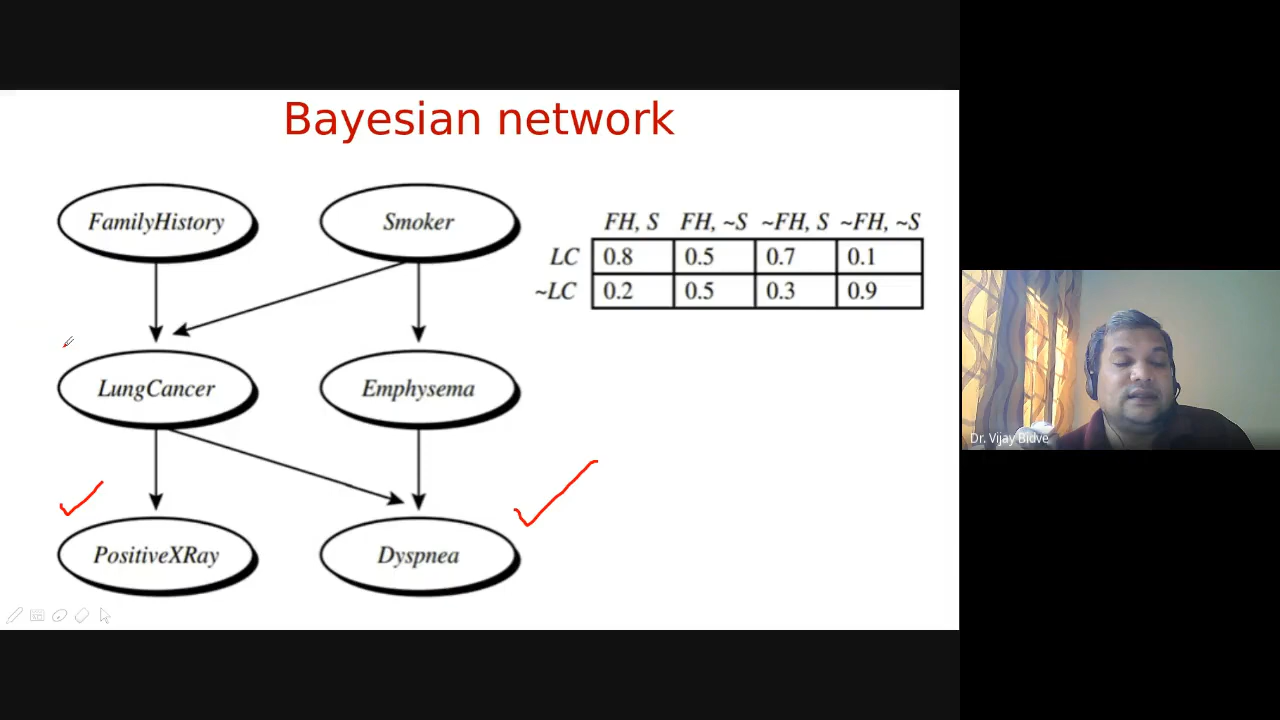 Bayesian network
FamilyHistory
Smoker
LungCancer
Emphysema
PositiveXRay
Dyspnea
FH, S FH, ~S ~FH, S ~FH, ~S
LC 0.8 0.5 0.7 0.1
~LC 0.2 0.5 0.3 0.9
Dr. Vijay Bidve